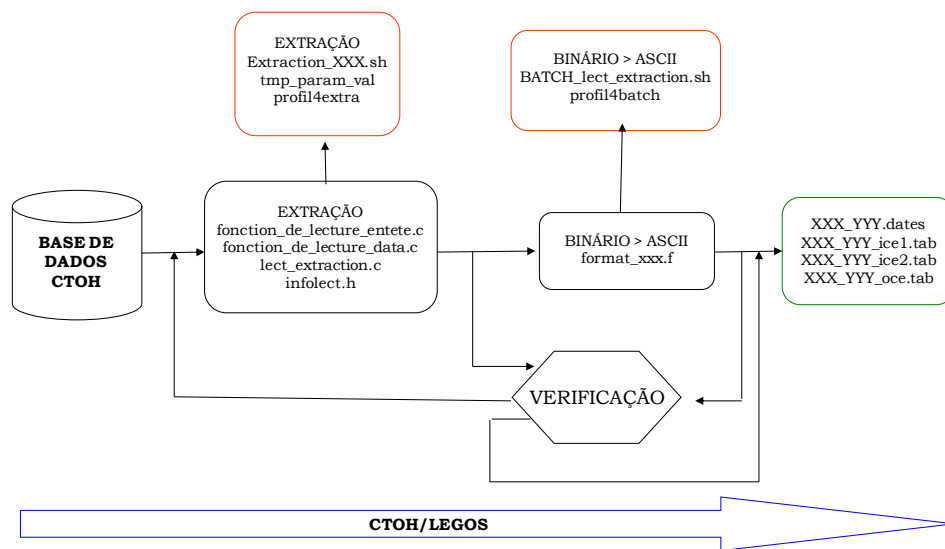 EXTRAÇÃO
Extraction_XXX.sh
tmp_param_val
profil4extra
BINÁRIO > ASCII
BATCH_lect_extraction.sh
profil4batch
BASE DE
DADOS
CTOH
EXTRAÇÃO
fonction_de_lecture_entete.c
fonction_de_lecture_data.c
lect_extraction.c
infolect.h
BINÁRIO > ASCII
format_xxx.f
XXX_YYY.dates
XXX_YYY_ice1.tab
XXX_YYY_ice2.tab
XXX_YYY_oce.tab
VERIFICAÇÃO
CTOH/LEGOS